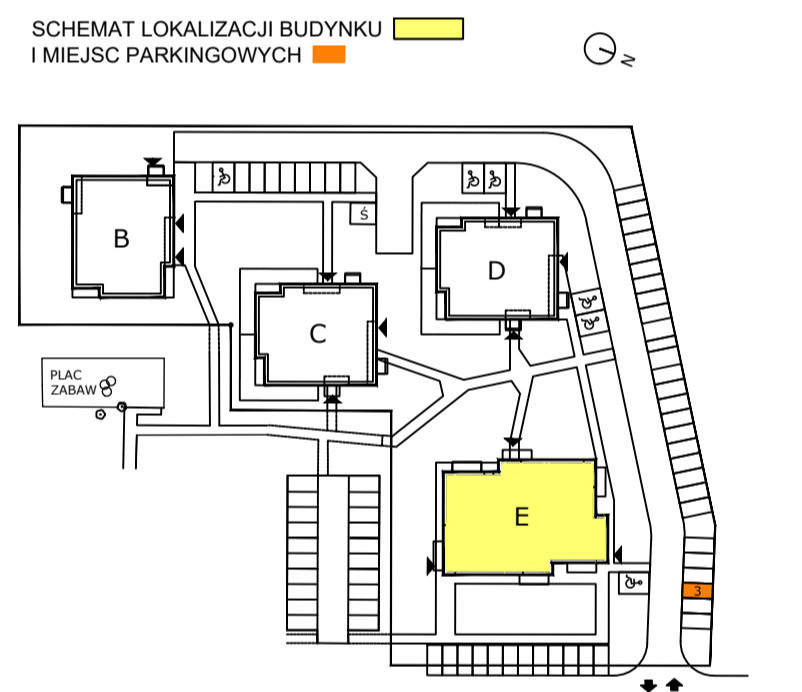 SCHEMAT LOKALIZACJI BUDYNKU
I MIEJSC PARKINGOWYCH
N
B
Ś
D
C
PLAC
ZABAW
E
3